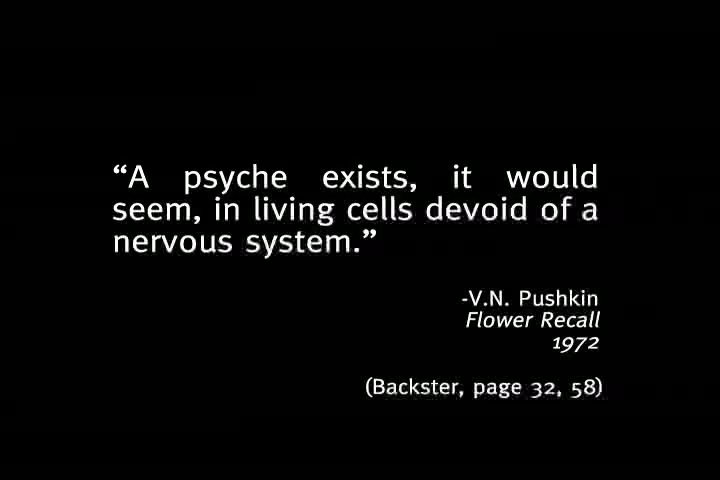 “A psyche exists, it would
seem, in living cells devoid of a
nervous system.”
-V.N. Pushkin
Flower Recall
1972
(Backster, page 32, 58)